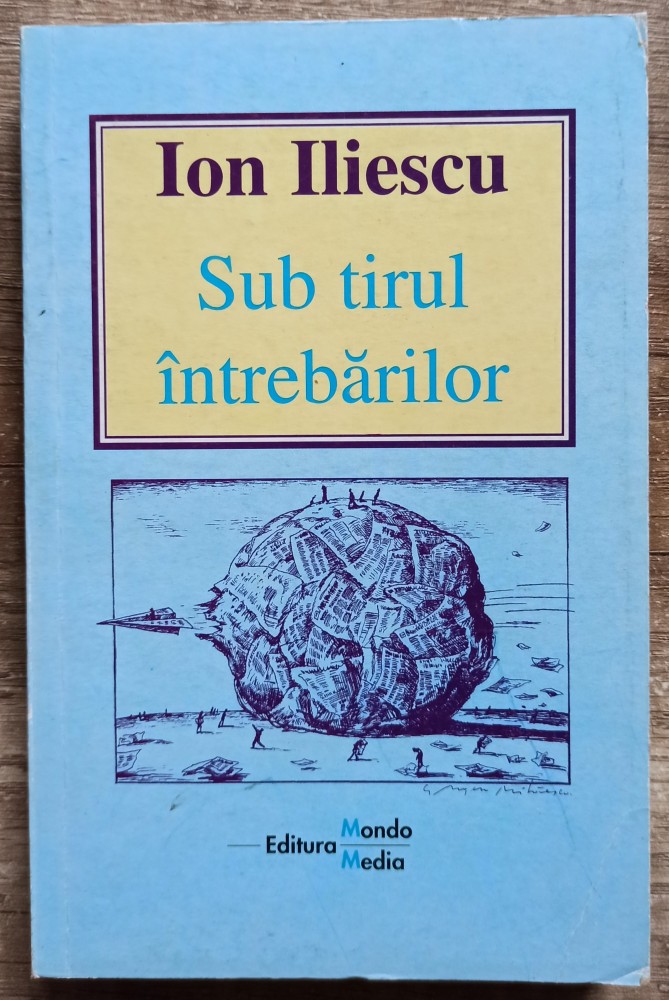 Ion Iliescu
Sub tirul
întrebărilor
Editura Mondo
Media